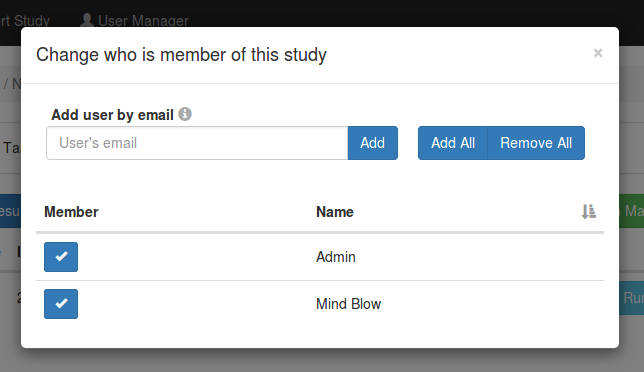 rt Study User Manager
Change who is member of this study ×
/ N
Add user by email
Ta
User's email Add Add All Remove All
esu Ma
Member Name
Admin
2 Run
Mind Blow